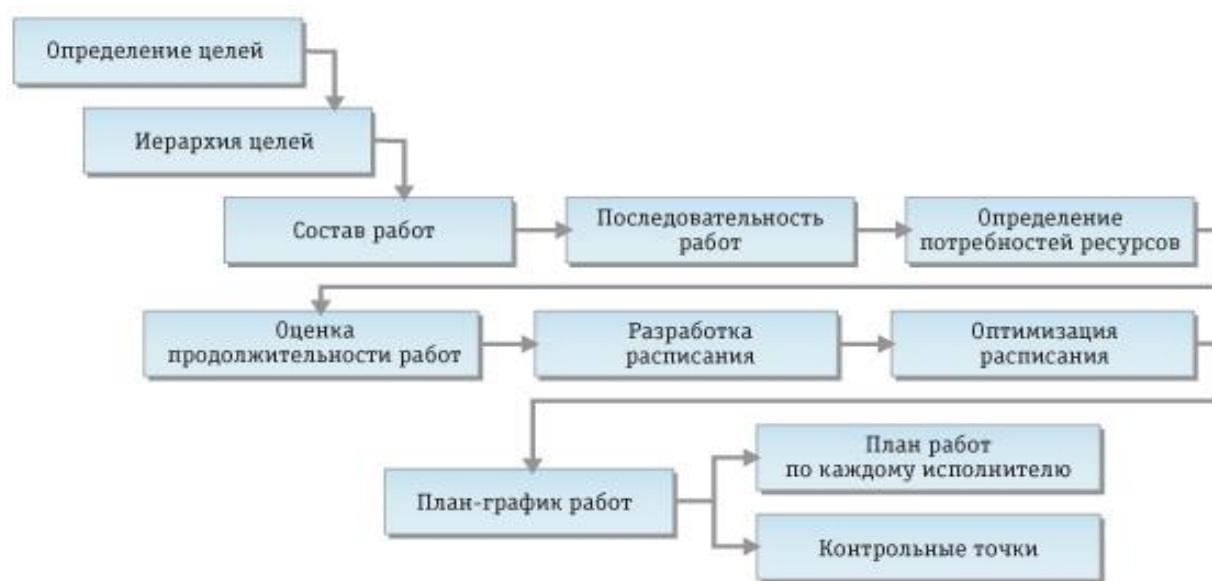 Определение целей
Иерархия целей
Состав работ
Последовательность
работ
Определение
потребностей ресурсов
Оценка
продолжительности работ
Разработка
расписания
Оптимизация
расписания
План-график работ
План работ
по каждому исполнителю
Контрольные точки